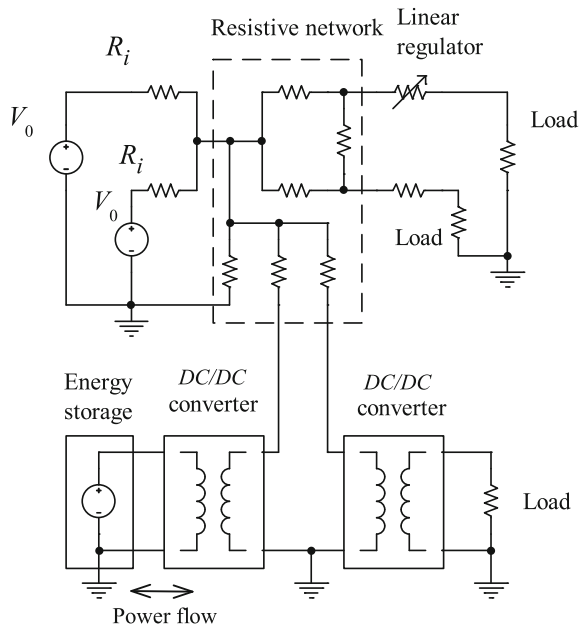 Resistive network
Linear
regulator
R_i
V_0
Load
R_i
V_0
Load
Energy
storage
DC/DC
converter
DC/DC
converter
Load
Power flow